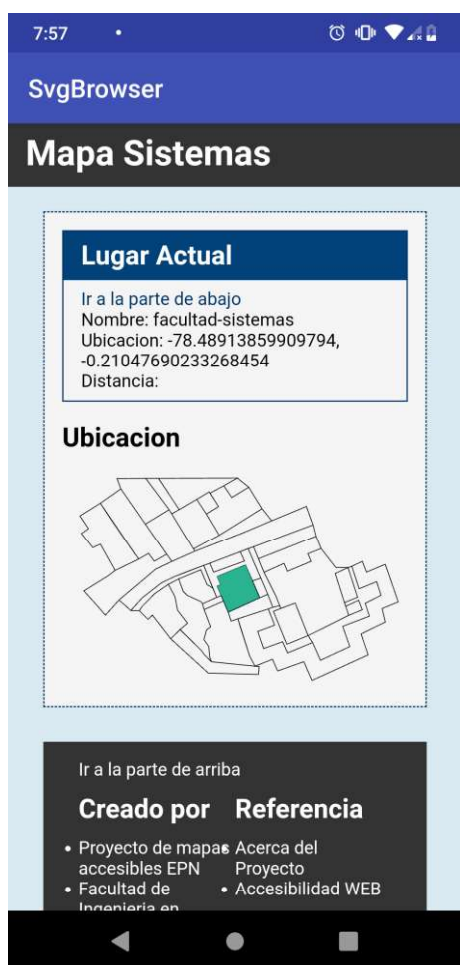 7:57
SvgBrowser
Mapa Sistemas
Lugar Actual
Ir a la parte de abajo
Nombre: facultad-sistemas
Ubicacion: -78.48913859909794,
-0.21047690233268454
Distancia:
Ubicacion
Ir a la parte de arriba
Creado por
• Proyecto de mapas
accesibles EPN
• Facultad de
Ingenieria en
Referencia
• Acerca del
Proyecto
• Accesibilidad WEB